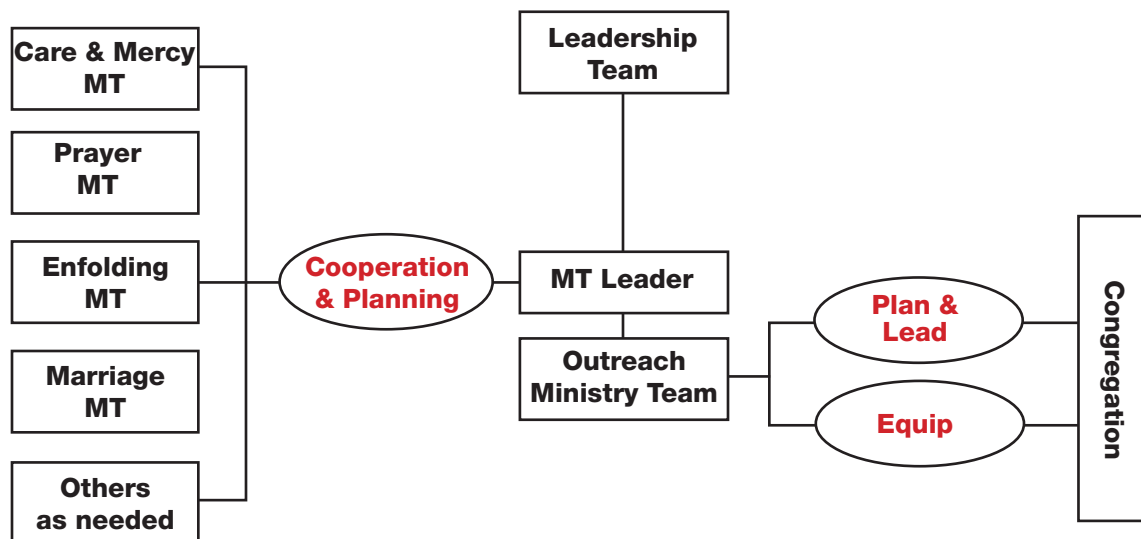 Care & Mercy
MT
Prayer
MT
Enfolding
MT
Marriage
MT
Others
as needed
Cooperation
& Planning
Leadership
Team
MT Leader
Outreach
Ministry Team
Plan &
Lead
Equip
Congregation